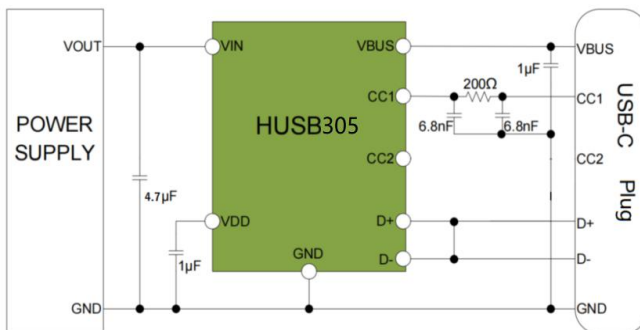 VOUT
VIN
VBUS
VBUS
1µF
200Ω
CC1
CC1
POWER
SUPPLY
HUSB305
6.8nF
6.8nF
USB-C
Plug
CC2
CC2
4.7µF
VDD
D+
D+
1µF
GND
D-
D-
GND
GND